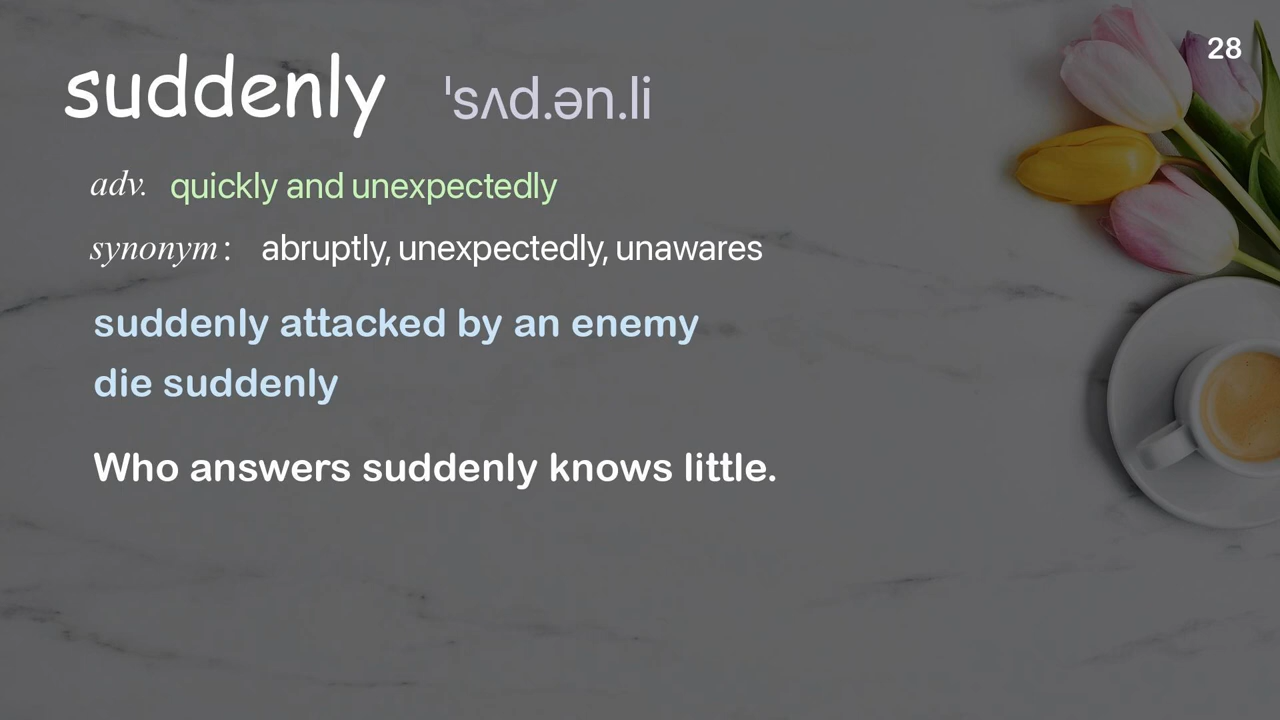 28
suddenly ˈsʌd.ən.li
adv. quickly and unexpectedly
synonym: abruptly, unexpectedly, unawares
suddenly attacked by an enemy
die suddenly
Who answers suddenly knows little.